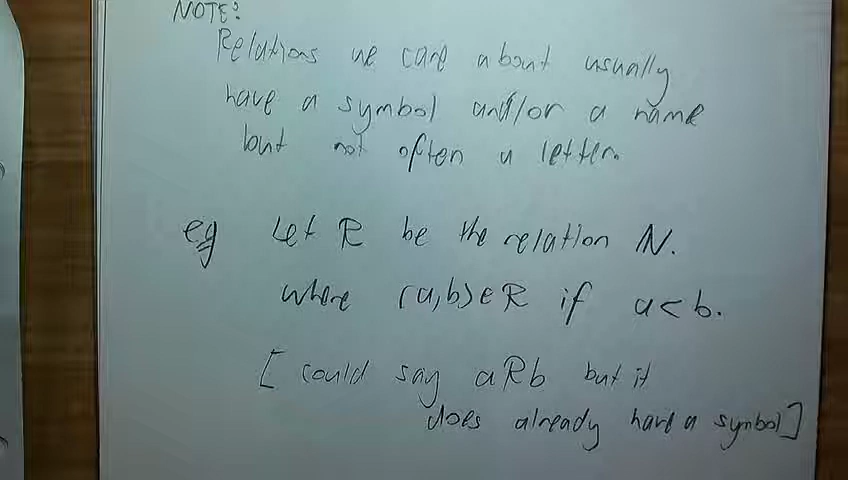 NOTE:
Relations we care about usually
have a symbol and/or a name
but not often a letter.
eg Let R be the relation N.
where (a,b) ∈ R if a < b.
[ could say aRb but it
does already have a symbol]